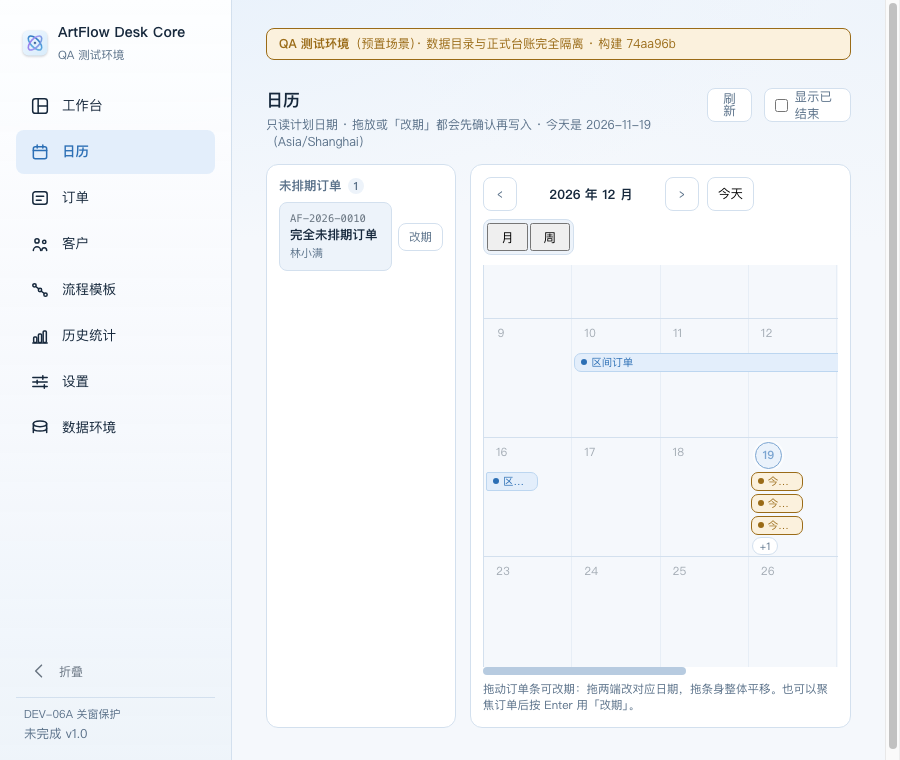 ArtFlow Desk Core
QA 测试环境
工作台
日历
订单
客户
流程模板
历史统计
设置
数据环境
折叠
DEV-06A 关窗保护
未完成 v1.0
QA 测试环境（预置场景）· 数据目录与正式台账完全隔离 · 构建 74aa96b
日历
只读计划日期 · 拖放或「改期」都会先确认再写入 · 今天是 2026-11-19
（Asia/Shanghai）
刷
新
显示已
结束
未排期订单 1
AF-2026-0010
完全未排期订单
林小满
改期
< 2026 年 12 月 > 今天
月 周
9 10 11 12
区间订单
16 17 18 19
区… 今…
今…
今…
+1
23 24 25 26
拖动订单条可改期：拖两端改对应日期，拖条身整体平移。也可以聚
焦订单后按 Enter 用「改期」。